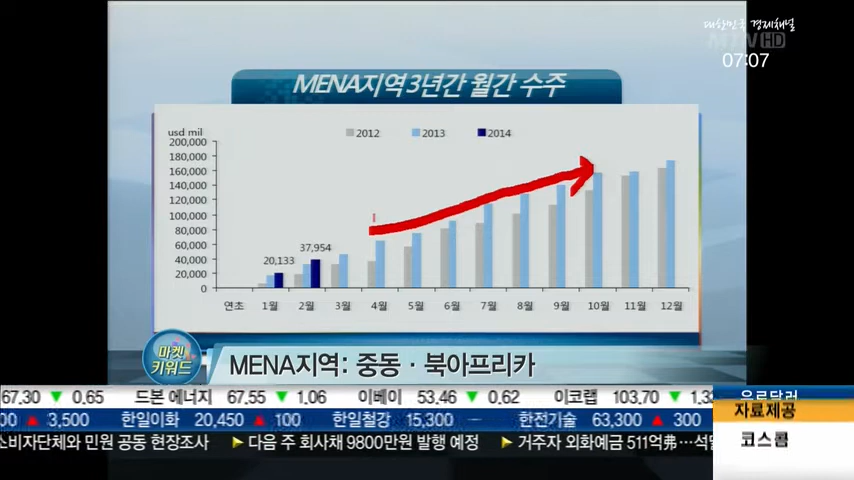 대한민국 경제채널
MTN HD
07:07
MENA지역 3년간 월간 수주
usd mil
2012 2013 2014
200,000
180,000
160,000
140,000
120,000
100,000
80,000
60,000
40,000
20,000
0
20,133
37,954
연초 1월 2월 3월 4월 5월 6월 7월 8월 9월 10월 11월 12월
마켓
키워드
MENA지역: 중동 · 북아프리카
67.30 ▼ 0.65 드본 에너지 67.55 ▼ 1.06 이베이 53.46 ▼ 0.62 이코랩 103.70 ▼
▲ 3,500 한일이화 20,450 ▲ 100 한일철강 15,300 — 한전기술 63,300 ▲ 300
소비자단체와 민원 공동 현장조사 ▶ 다음 주 회사채 9800만원 발행 예정 ▶ 거주자 외화예금 511억弗…
자료제공
코스콤